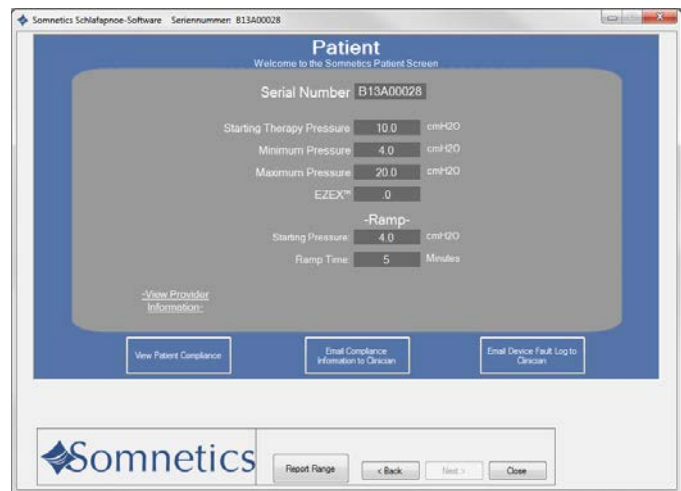 Somnetics Schlafapnoe-Software Seriennummer: B13A00028
Patient
Welcome to the Somnetics Patient Screen
Serial Number B13A00028
Starting Therapy Pressure 10.0 cmH2O
Minimum Pressure 4.0 cmH2O
Maximum Pressure 20.0 cmH2O
EZEX™ .0
-Ramp-
Starting Pressure: 4.0 cmH2O
Ramp Time: 5 Minutes
-View Provider
Information-
View Patient Compliance
Email Compliance
Information to Clinician
Email Device Fault Log to
Clinician
Somnetics
Report Range
< Back
Next >
Close